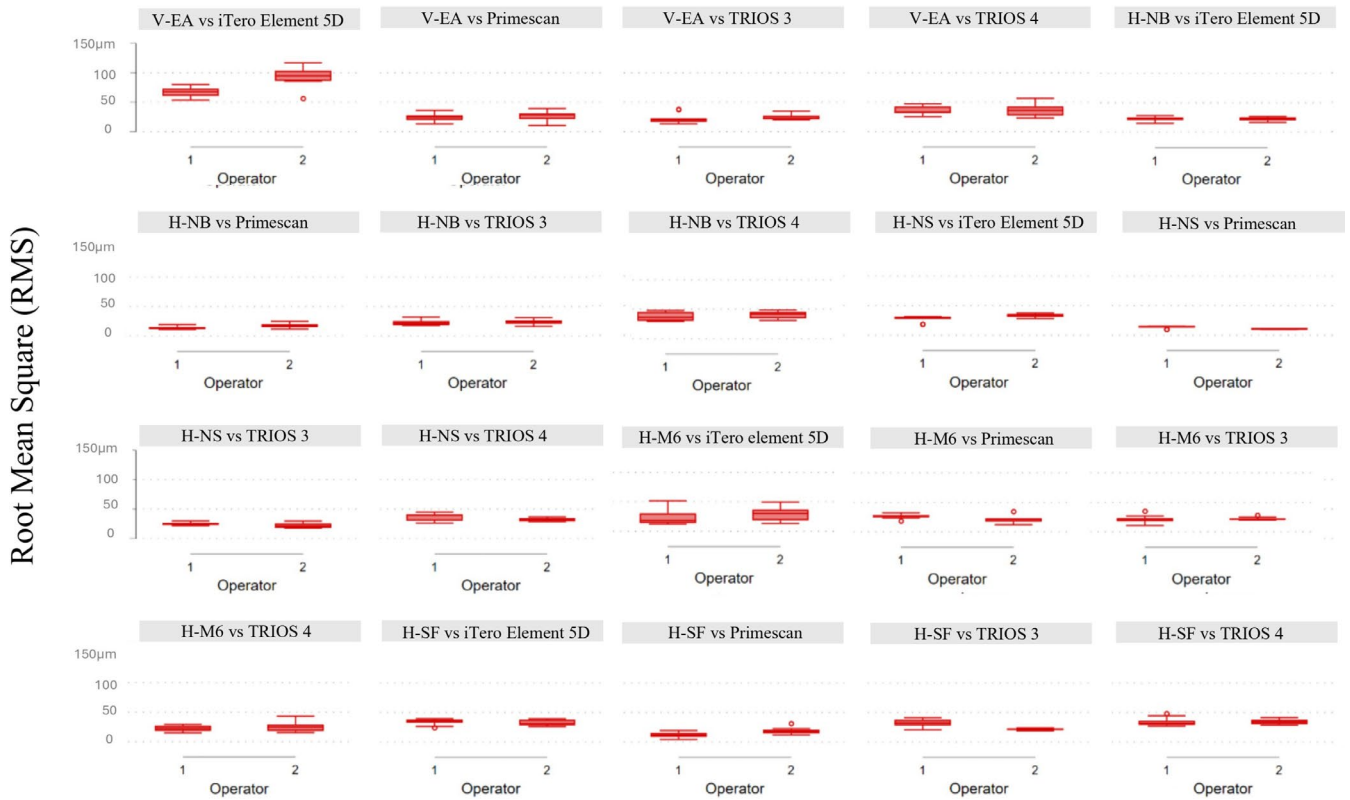 Root Mean Square (RMS)
V-EA vs iTero Element 5D
V-EA vs Primescan
V-EA vs TRIOS 3
V-EA vs TRIOS 4
H-NB vs iTero Element 5D
150µm
100
50
0
1 2
1 2
1 2
1 2
1 2
Operator
Operator
Operator
Operator
Operator
H-NB vs Primescan
H-NB vs TRIOS 3
H-NB vs TRIOS 4
H-NS vs iTero Element 5D
H-NS vs Primescan
150µm
100
50
0
1 2
1 2
1 2
1 2
1 2
Operator
Operator
Operator
Operator
Operator
H-NS vs TRIOS 3
H-NS vs TRIOS 4
H-M6 vs iTero element 5D
H-M6 vs Primescan
H-M6 vs TRIOS 3
150µm
100
50
0
1 2
1 2
1 2
1 2
1 2
Operator
Operator
Operator
Operator
Operator
H-M6 vs TRIOS 4
H-SF vs iTero Element 5D
H-SF vs Primescan
H-SF vs TRIOS 3
H-SF vs TRIOS 4
150µm
100
50
0
1 2
1 2
1 2
1 2
1 2
Operator
Operator
Operator
Operator
Operator